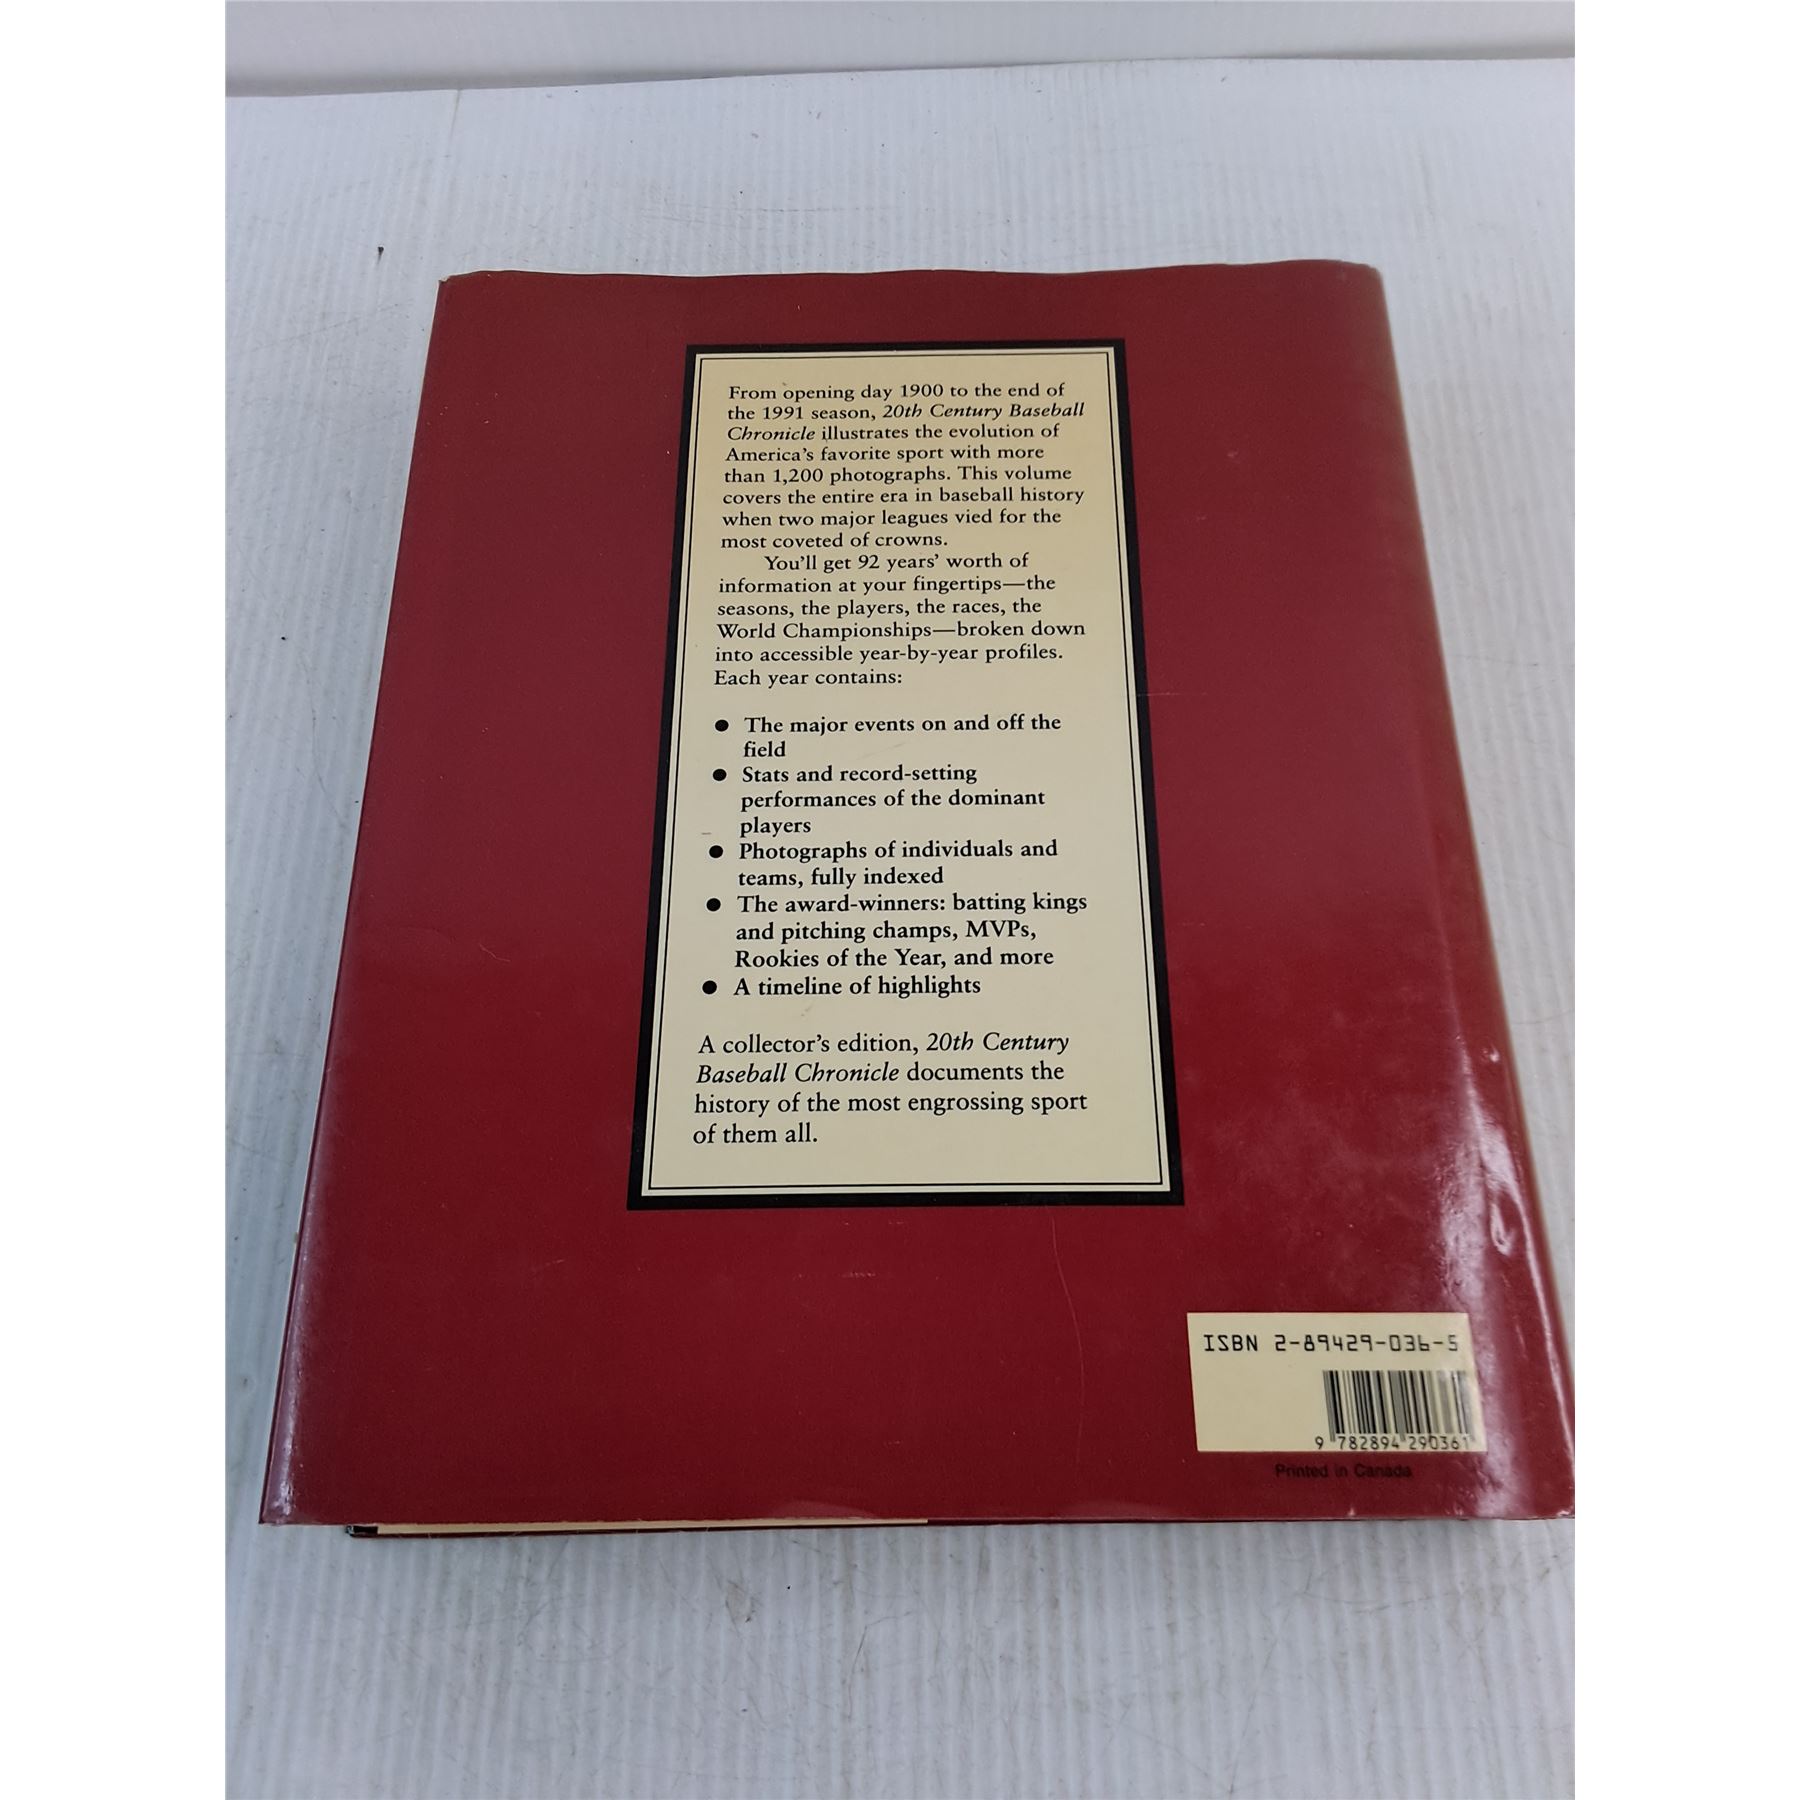 From opening day 1900 to the end of
the 1991 season, 20th Century Baseball
Chronicle illustrates the evolution of
America's favorite sport with more
than 1,200 photographs. This volume
covers the entire era in baseball history
when two major leagues vied for the
most coveted of crowns.
You'll get 92 years' worth of
information at your fingertips—the
seasons, the players, the races, the
World Championships—broken down
into accessible year-by-year profiles.
Each year contains:
● The major events on and off the
field
● Stats and record-setting
performances of the dominant
players
● Photographs of individuals and
teams, fully indexed
● The award-winners: batting kings
and pitching champs, MVPs,
Rookies of the Year, and more
● A timeline of highlights
A collector's edition, 20th Century
Baseball Chronicle documents the
history of the most engrossing sport
of them all.
ISBN 2-89429-036-5
9 782894 290361
Printed in Canada